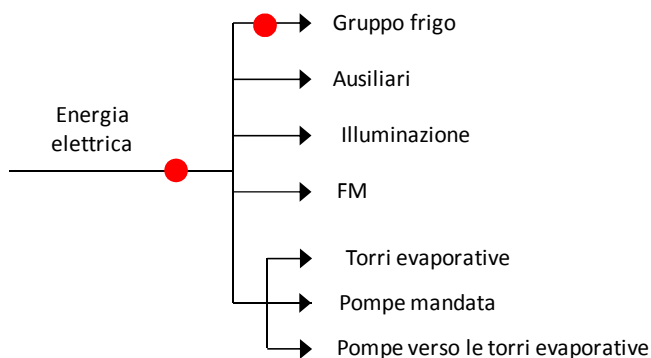 Gruppo frigo
Ausiliari
Energia
elettrica
Illuminazione
FM
Torri evaporative
Pompe mandata
Pompe verso le torri evaporative